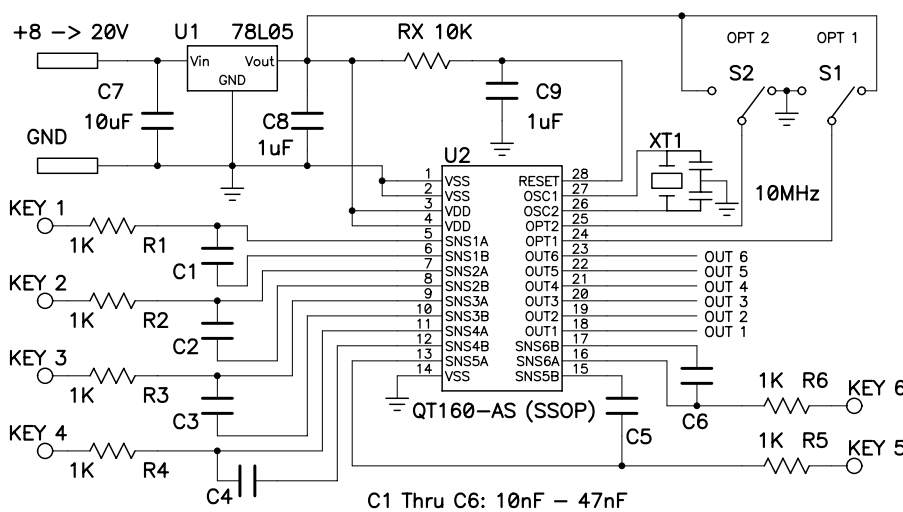 +8 -> 20V
U1
78L05
RX 10K
Vin
Vout
GND
OPT 2
OPT 1
S2
S1
C7
10uF
C8
1uF
C9
1uF
GND
U2
XT1
10MHz
1 VSS
2 VSS
3 VDD
4 VDD
5 SNS1A
6 SNS1B
7 SNS2A
8 SNS2B
9 SNS3A
10 SNS3B
11 SNS4A
12 SNS4B
13 SNS5A
14 VSS
RESET 28
OSC1 27
OSC2 26
OPT2 25
OPT1 24
OUT6 23
OUT5 22
OUT4 21
OUT3 20
OUT2 19
OUT1 18
SNS6B 17
SNS6A 16
SNS5B 15
OUT 6
OUT 5
OUT 4
OUT 3
OUT 2
OUT 1
KEY 1
1K R1
C1
KEY 2
1K R2
C2
KEY 3
1K R3
C3
KEY 4
1K R4
C4
QT160-AS (SSOP)
C5
C6
1K R6
KEY 6
1K R5
KEY 5
C1 Thru C6: 10nF - 47nF